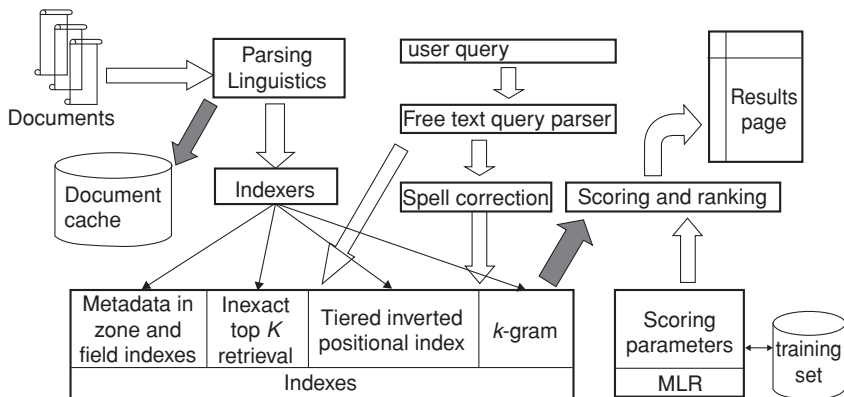 Documents
Parsing
Linguistics
user query
Free text query parser
Results
page
Document
cache
Indexers
Spell correction
Scoring and ranking
Metadata in
zone and
field indexes
Inexact
top K
retrieval
Tiered inverted
positional index
k-gram
Indexes
Scoring
parameters
MLR
training
set